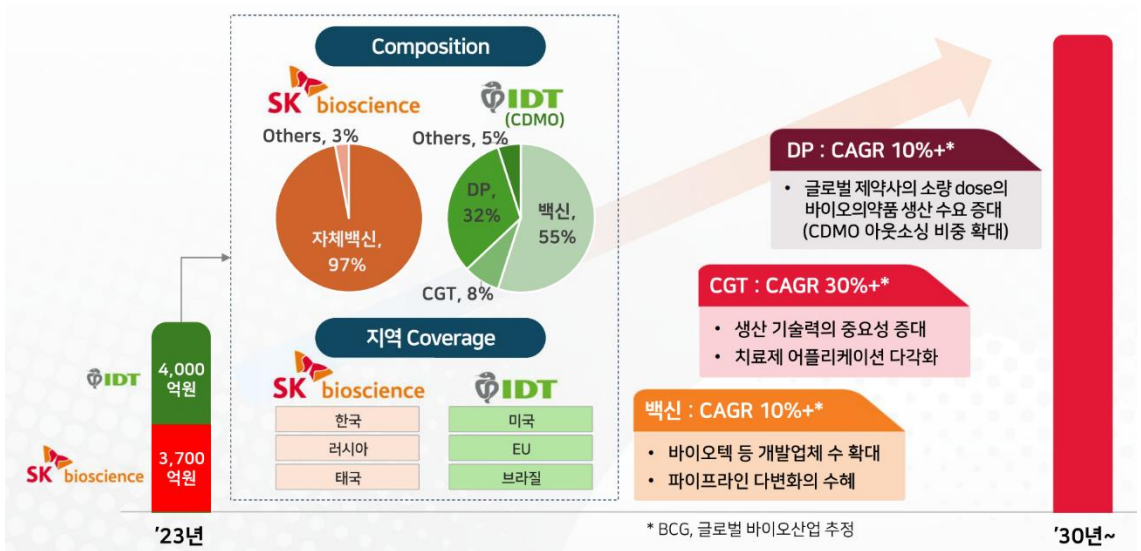 Composition
SK bioscience
IDT
(CDMO)
Others, 3%
자체백신,
97%
Others, 5%
DP,
32%
백신,
55%
CGT, 8%
지역 Coverage
SK bioscience
IDT
한국
미국
러시아
EU
태국
브라질
IDT
4,000
억원
SK bioscience
3,700
억원
'23년
DP : CAGR 10%+*
• 글로벌 제약사의 소량 dose의
바이오의약품 생산 수요 증대
(CDMO 아웃소싱 비중 확대)
CGT : CAGR 30%+*
• 생산 기술력의 중요성 증대
• 치료제 어플리케이션 다각화
백신 : CAGR 10%+*
• 바이오텍 등 개발업체 수 확대
• 파이프라인 다변화의 수혜
* BCG, 글로벌 바이오산업 추정
'30년~